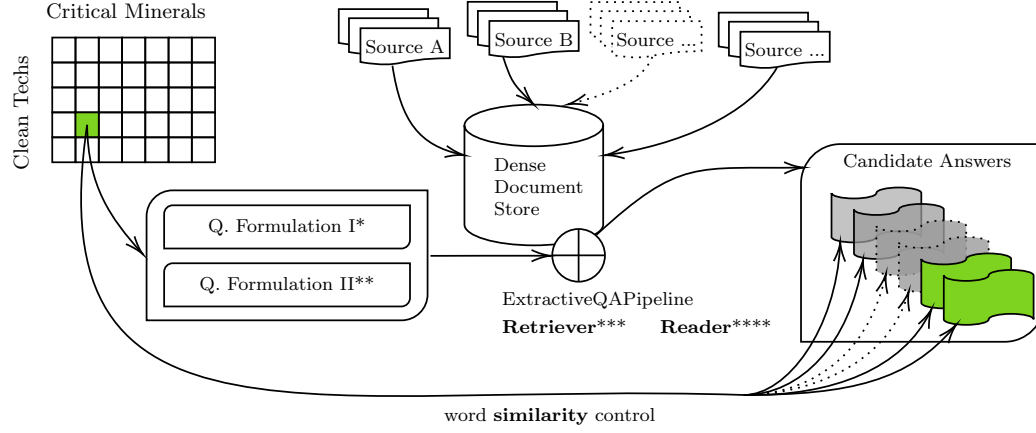 Critical Minerals
Clean Techs
Source A
Source B
Source
Source ...
Dense
Document
Store
Candidate Answers
Q. Formulation I*
Q. Formulation II**
ExtractiveQAPipeline
Retriever*** Reader****
word similarity control